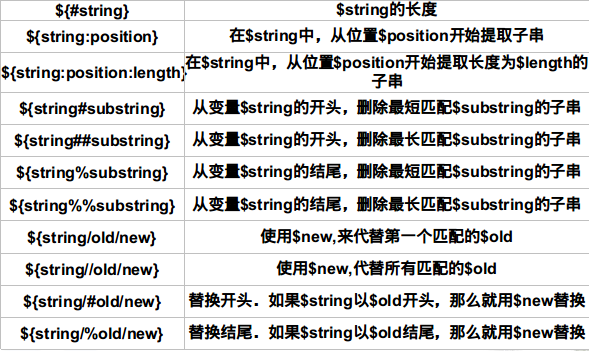 ${#string} $string的长度
${string:position} 在$string中，从位置$position开始提取子串
${string:position:length} 在$string中，从位置$position开始提取长度为$length的
子串
${string#substring} 从变量$string的开头，删除最短匹配$substring的子串
${string##substring} 从变量$string的开头，删除最长匹配$substring的子串
${string%substring} 从变量$string的结尾，删除最短匹配$substring的子串
${string%%substring} 从变量$string的结尾，删除最长匹配$substring的子串
${string/old/new} 使用$new,来代替第一个匹配的$old
${string//old/new} 使用$new,代替所有匹配的$old
${string/#old/new} 替换开头．如果$string以$old开头，那么就用$new替换
${string/%old/new} 替换结尾．如果$string以$old结尾，那么就用$new替换